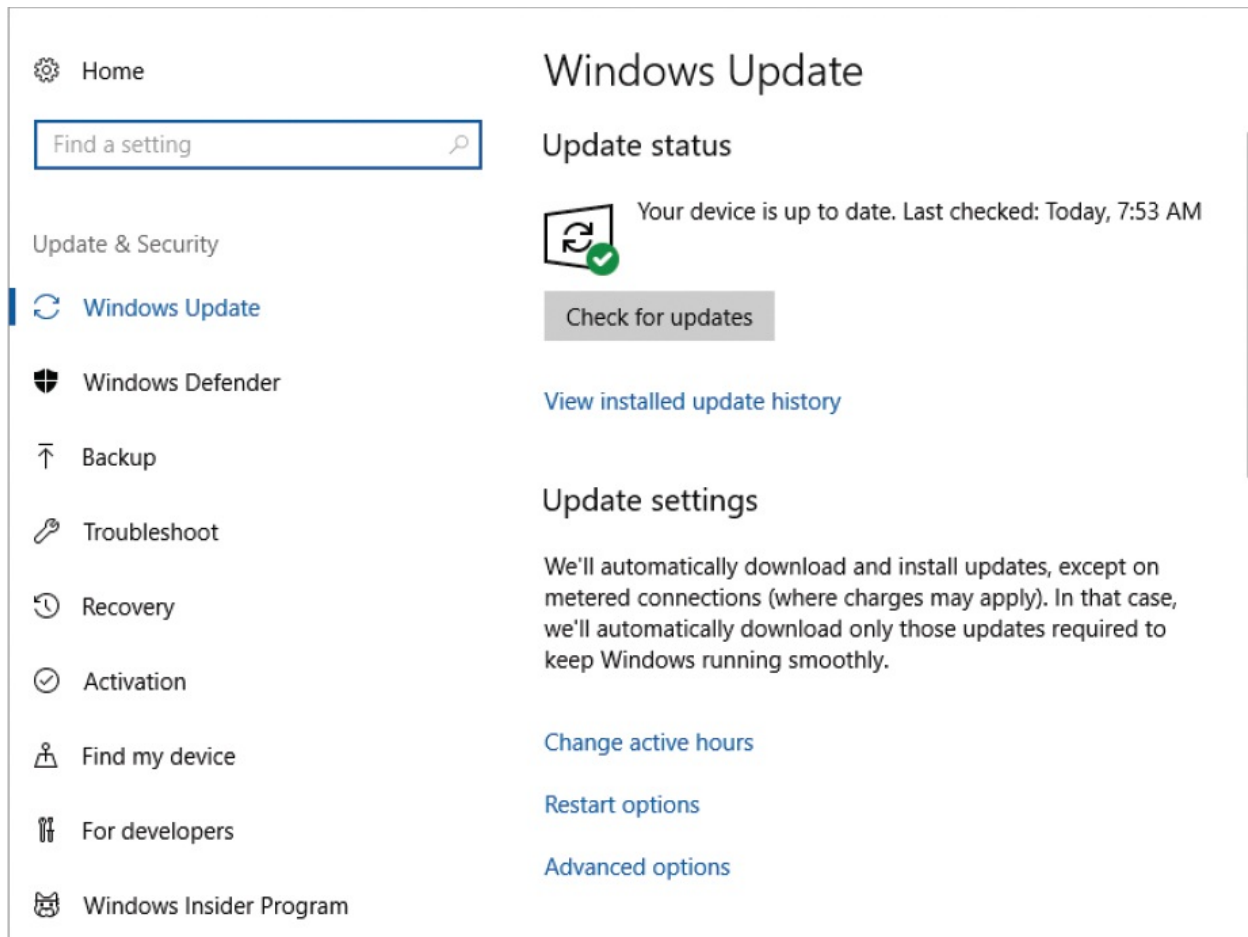 Home
Find a setting
Update & Security
Windows Update
Windows Defender
Backup
Troubleshoot
Recovery
Activation
Find my device
For developers
Windows Insider Program
Windows Update
Update status
Your device is up to date. Last checked: Today, 7:53 AM
Check for updates
View installed update history
Update settings
We'll automatically download and install updates, except on
metered connections (where charges may apply). In that case,
we'll automatically download only those updates required to
keep Windows running smoothly.
Change active hours
Restart options
Advanced options